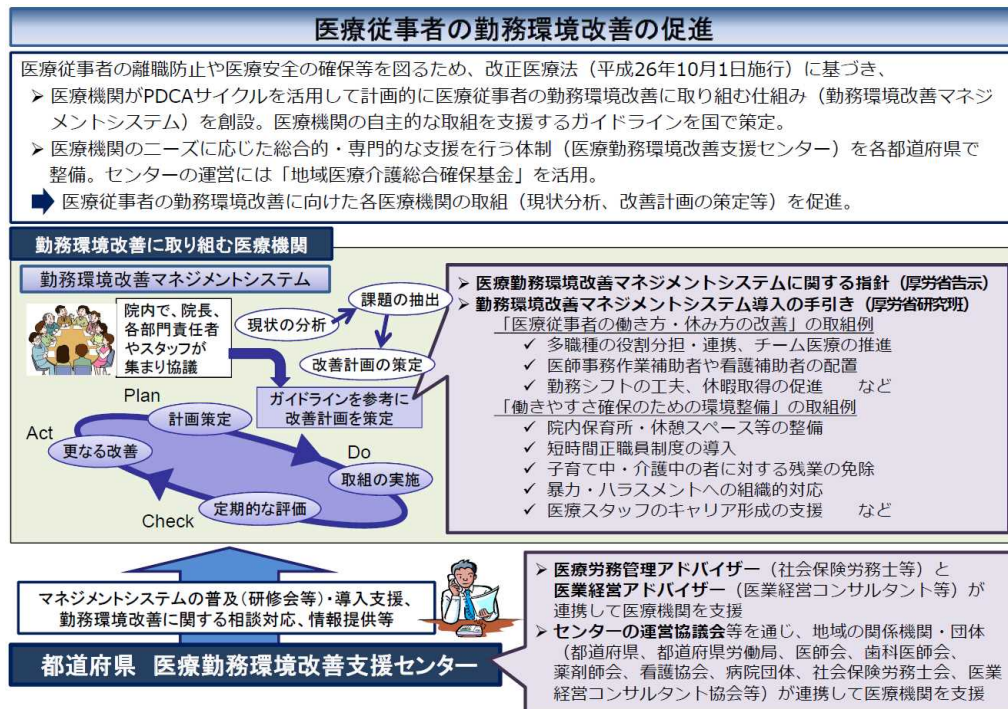 医療従事者の勤務環境改善の促進
医療従事者の離職防止や医療安全の確保等を図るため、改正医療法（平成26年10月1日施行）に基づき、
➢ 医療機関がPDCAサイクルを活用して計画的に医療従事者の勤務環境改善に取り組む仕組み（勤務環境改善マネジ
メントシステム）を創設。医療機関の自主的な取組を支援するガイドラインを国で策定。
➢ 医療機関のニーズに応じた総合的・専門的な支援を行う体制（医療勤務環境改善支援センター）を各都道府県で
整備。センターの運営には「地域医療介護総合確保基金」を活用。
医療従事者の勤務環境改善に向けた各医療機関の取組（現状分析、改善計画の策定等）を促進。
勤務環境改善に取り組む医療機関
勤務環境改善マネジメントシステム
院内で、院長、
各部門責任者
やスタッフが
集まり協議
現状の分析
課題の抽出
改善計画の策定
ガイドラインを参考に
改善計画を策定
Plan
計画策定
Act
更なる改善
Do
取組の実施
定期的な評価
Check
➢ 医療勤務環境改善マネジメントシステムに関する指針（厚労省告示）
➢ 勤務環境改善マネジメントシステム導入の手引き（厚労省研究班）
「医療従事者の働き方・休み方の改善」の取組例
✓ 多職種の役割分担・連携、チーム医療の推進
✓ 医師事務作業補助者や看護補助者の配置
✓ 勤務シフトの工夫、休暇取得の促進 など
「働きやすさ確保のための環境整備」の取組例
✓ 院内保育所・休憩スペース等の整備
✓ 短時間正職員制度の導入
✓ 子育て中・介護中の者に対する残業の免除
✓ 暴力・ハラスメントへの組織的対応
✓ 医療スタッフのキャリア形成の支援 など
マネジメントシステムの普及（研修会等）・導入支援、
勤務環境改善に関する相談対応、情報提供等
都道府県 医療勤務環境改善支援センター
➢ 医療労務管理アドバイザー（社会保険労務士等）と
医業経営アドバイザー（医業経営コンサルタント等）が
連携して医療機関を支援
➢ センターの運営協議会等を通じ、地域の関係機関・団体
（都道府県、都道府県労働局、医師会、歯科医師会、
薬剤師会、看護協会、病院団体、社会保険労務士会、医業
経営コンサルタント協会等）が連携して医療機関を支援